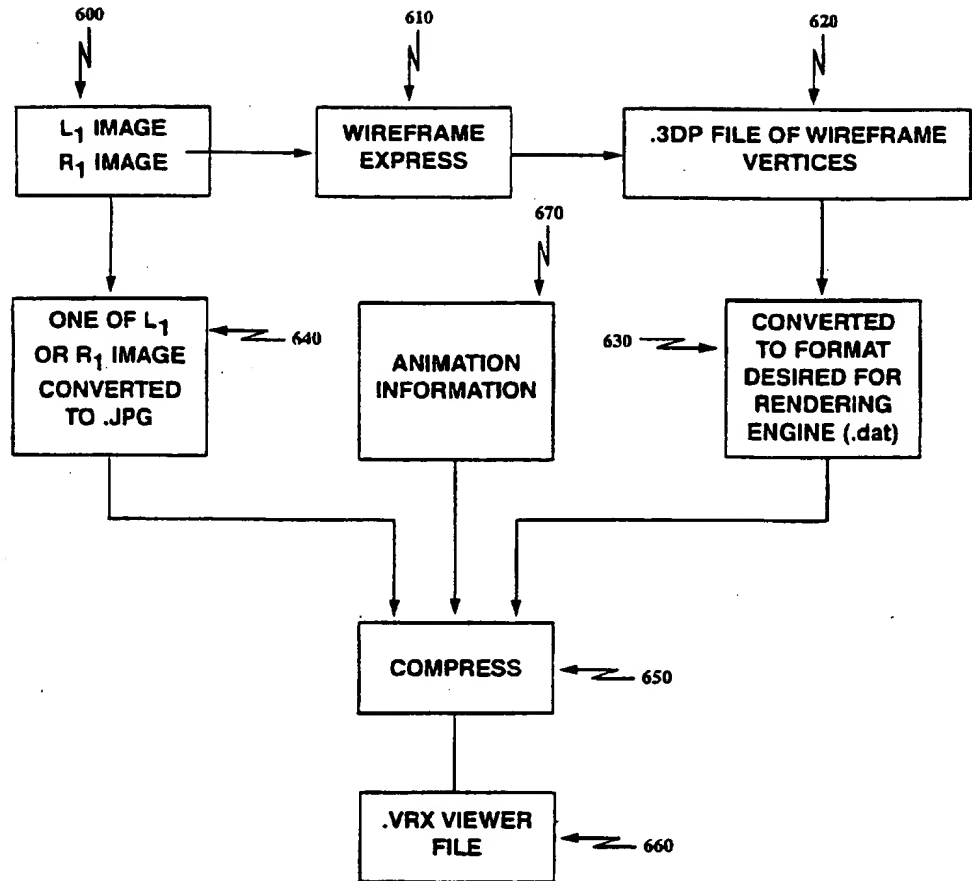 600
610
620
L1 IMAGE
R1 IMAGE
WIREFRAME
EXPRESS
.3DP FILE OF WIREFRAME
VERTICES
670
ONE OF L1
OR R1 IMAGE
CONVERTED
TO .JPG
640
ANIMATION
INFORMATION
630
CONVERTED
TO FORMAT
DESIRED FOR
RENDERING
ENGINE (.dat)
COMPRESS
650
.VRX VIEWER
FILE
660